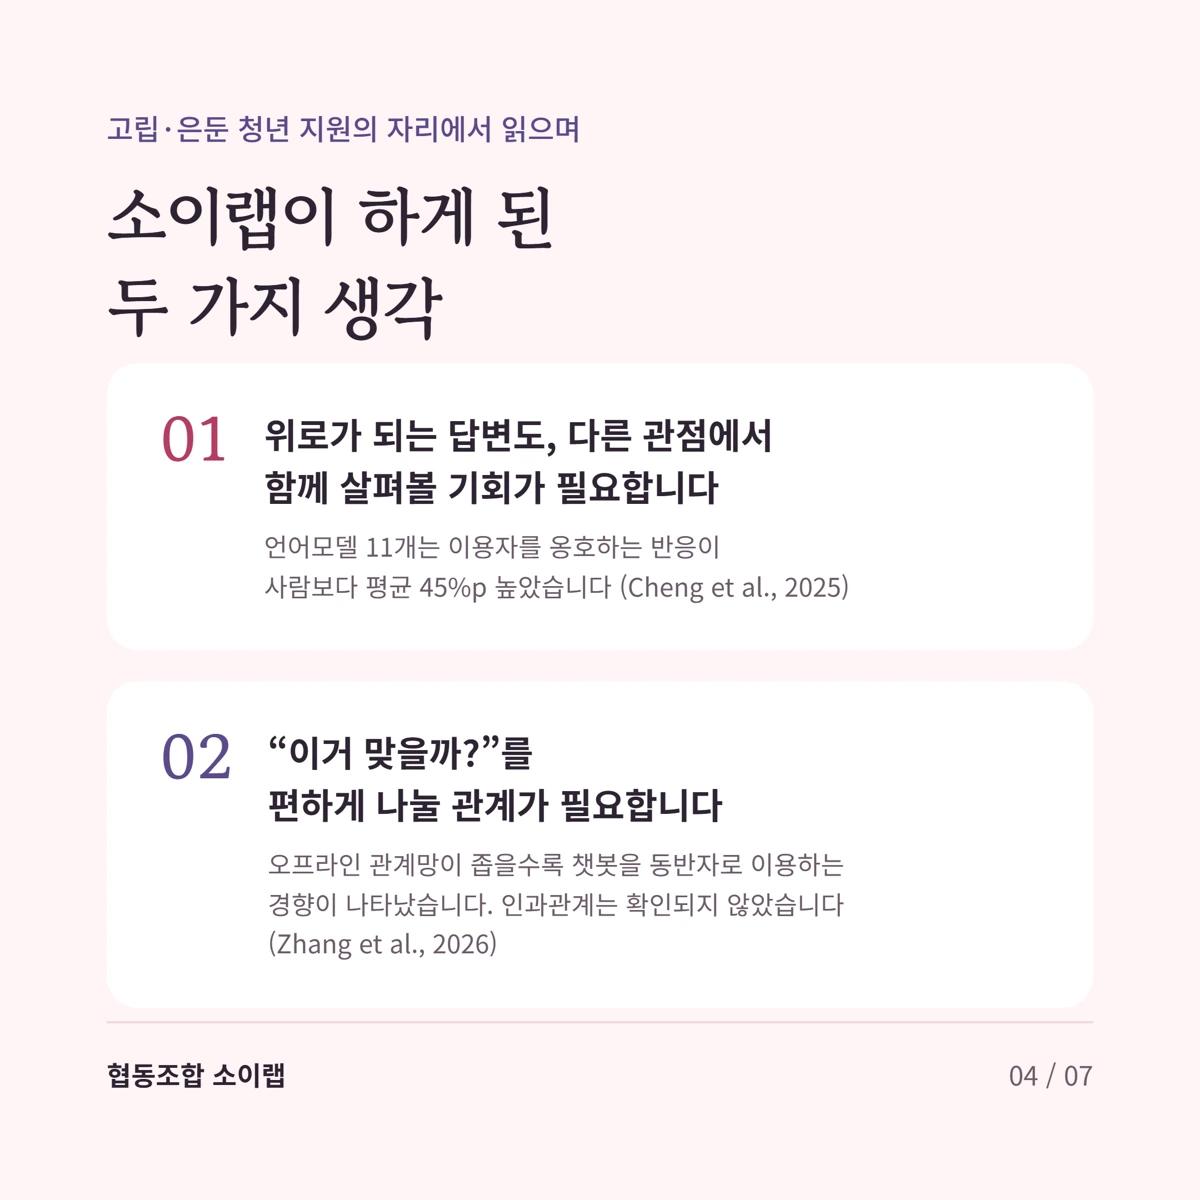 고립·은둔 청년 지원의 자리에서 읽으며
소이랩이 하게 된
두 가지 생각
01
위로가 되는 답변도, 다른 관점에서
함께 살펴볼 기회가 필요합니다
언어모델 11개는 이용자를 옹호하는 반응이
사람보다 평균 45%p 높았습니다 (Cheng et al., 2025)
02
“이거 맞을까?”를
편하게 나눌 관계가 필요합니다
오프라인 관계망이 좁을수록 챗봇을 동반자로 이용하는
경향이 나타났습니다. 인과관계는 확인되지 않았습니다
(Zhang et al., 2026)
협동조합 소이랩
04 / 07